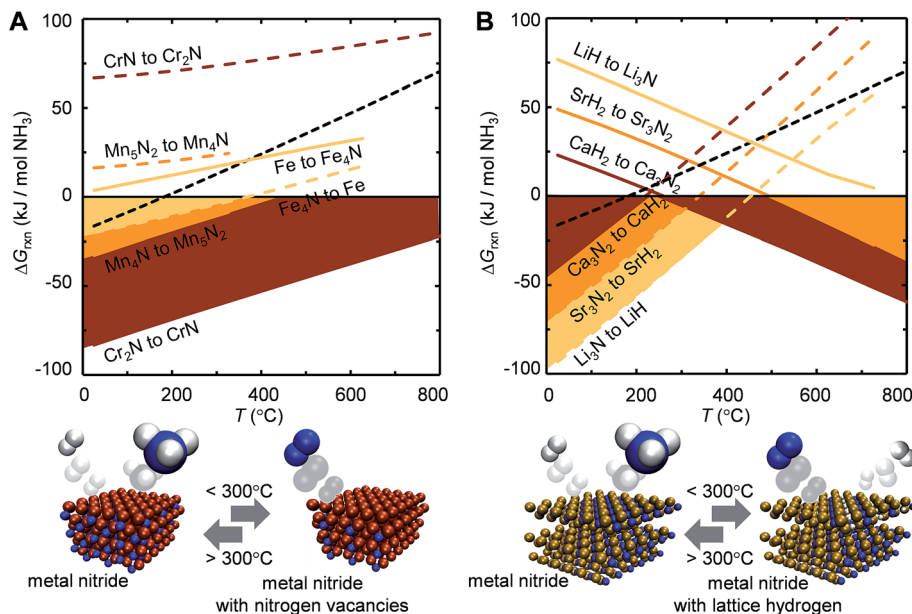 A
ΔGrxn (kJ / mol NH3)
100
50
0
-50
-100
CrN to Cr2N
Mn5N2 to Mn4N
Fe to Fe4N
Fe4N to Fe
Mn4N to Mn5N2
Cr2N to CrN
0 200 400 600 800
T (°C)
B
ΔGrxn (kJ / mol NH3)
100
50
0
-50
-100
LiH to Li3N
SrH2 to Sr3N2
CaH2 to Ca3N2
Ca3N2 to CaH2
Sr3N2 to SrH2
Li3N to LiH
0 200 400 600 800
T (°C)
< 300°C
> 300°C
metal nitride
metal nitride
with nitrogen vacancies
< 300°C
> 300°C
metal nitride
metal nitride
with lattice hydrogen